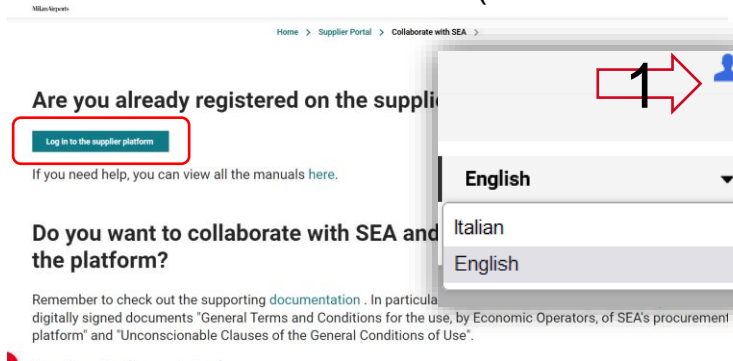 Milan Airports
Home > Supplier Portal > Collaborate with SEA >
1
Are you already registered on the
Log in to the supplier platform
If you need help, you can view all the manuals here.
English
Italian
English
Do you want to collaborate with SEA and
the platform?
Remember to check out the supporting documentation . In
digitally signed documents "General Terms and Conditions for the use, by Economic Operators, of SEA's procurement
platform" and "Unconscionable Clauses of the General Conditions of Use".